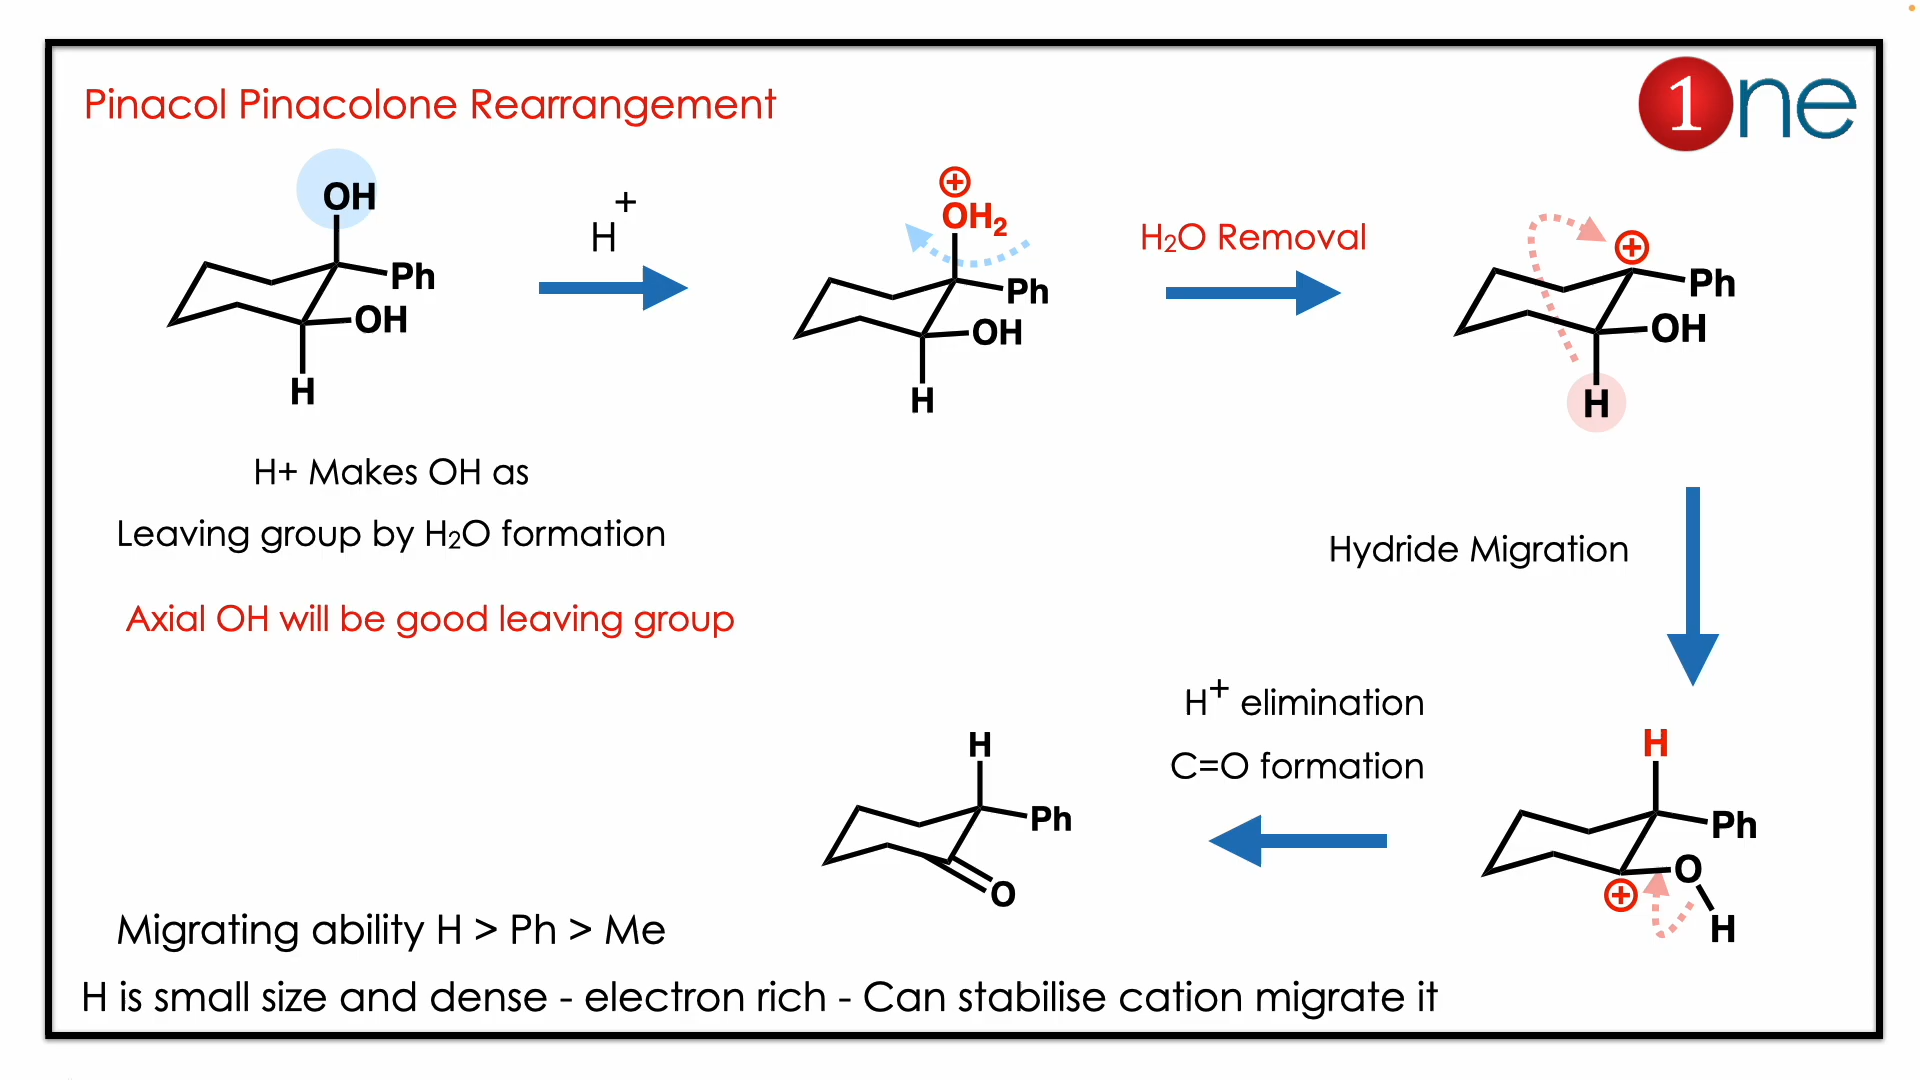 Pinacol Pinacolone Rearrangement
1ne
OH
Ph
OH
H
H+
⊕
OH2
Ph
OH
H
H2O Removal
⊕
Ph
OH
H
H+ Makes OH as
Leaving group by H2O formation
Axial OH will be good leaving group
Hydride Migration
H+ elimination
C=O formation
H
Ph
O
H
Ph
O
⊕
H
Migrating ability H > Ph > Me
H is small size and dense - electron rich - Can stabilise cation migrate it